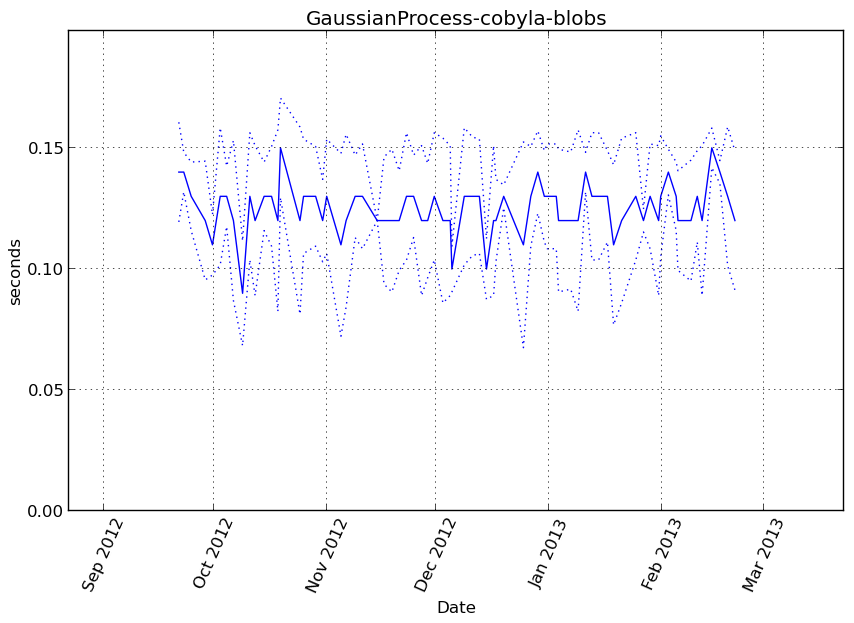 GaussianProcess-cobyla-blobs
0.15
0.10
0.05
0.00
seconds
Sep 2012
Oct 2012
Nov 2012
Dec 2012
Jan 2013
Feb 2013
Mar 2013
Date